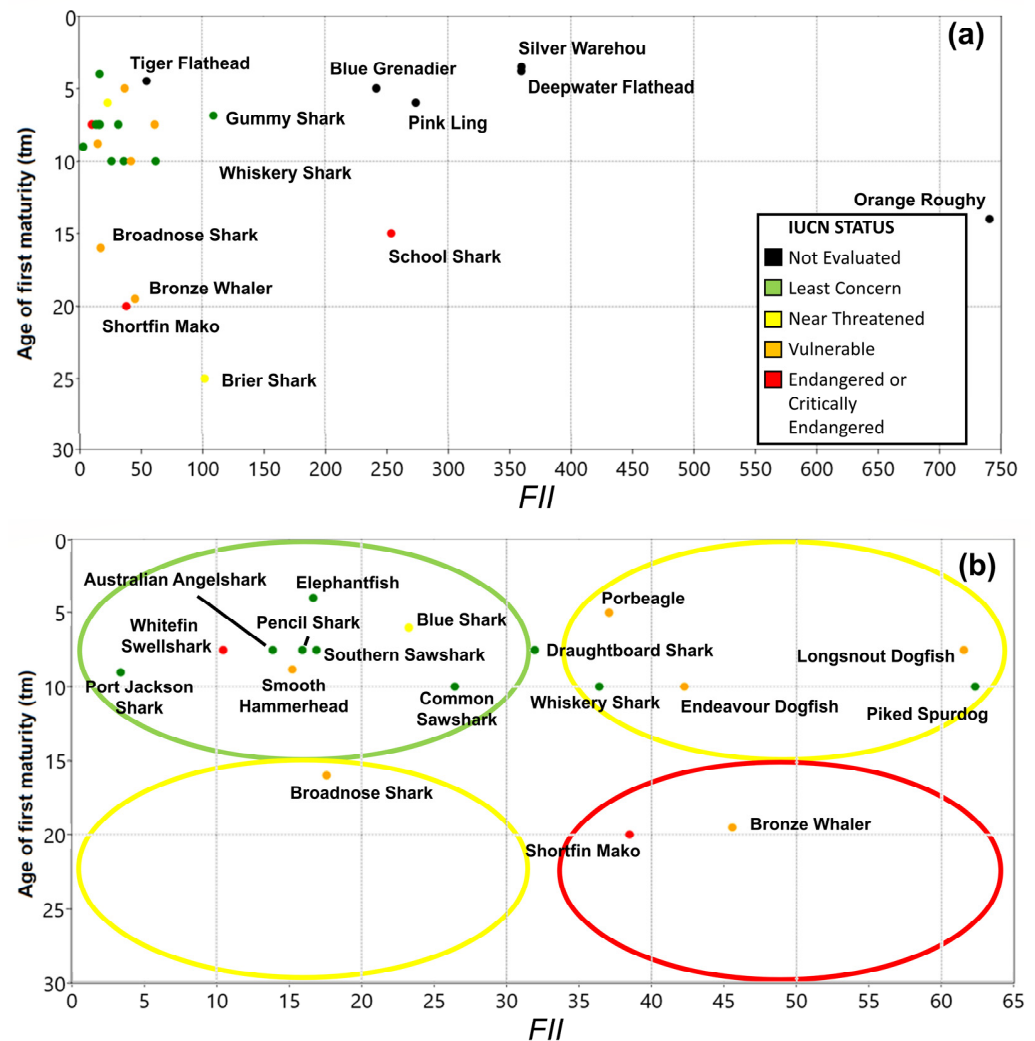 (a)
0
5
10
15
20
25
30
Age of first maturity (tm)
Silver Warehou
Tiger Flathead
Blue Grenadier
Deepwater Flathead
Gummy Shark
Pink Ling
Whiskery Shark
Orange Roughy
Broadnose Shark
School Shark
Bronze Whaler
Shortfin Mako
Brier Shark
IUCN STATUS
Not Evaluated
Least Concern
Near Threatened
Vulnerable
Endangered or
Critically
Endangered
0 50 100 150 200 250 300 350 400 450 500 550 600 650 700 750
FII
(b)
0
5
10
15
20
25
30
Age of first maturity (tm)
Australian Angelshark
Elephantfish
Porbeagle
Pencil Shark
Blue Shark
Whitefin
Swellshark
Southern Sawshark
Draughtboard Shark
Longsnout Dogfish
Port Jackson
Shark
Smooth
Hammerhead
Common
Sawshark
Whiskery Shark
Endeavour Dogfish
Piked Spurdog
Broadnose Shark
Bronze Whaler
Shortfin Mako
0 5 10 15 20 25 30 35 40 45 50 55 60 65
FII